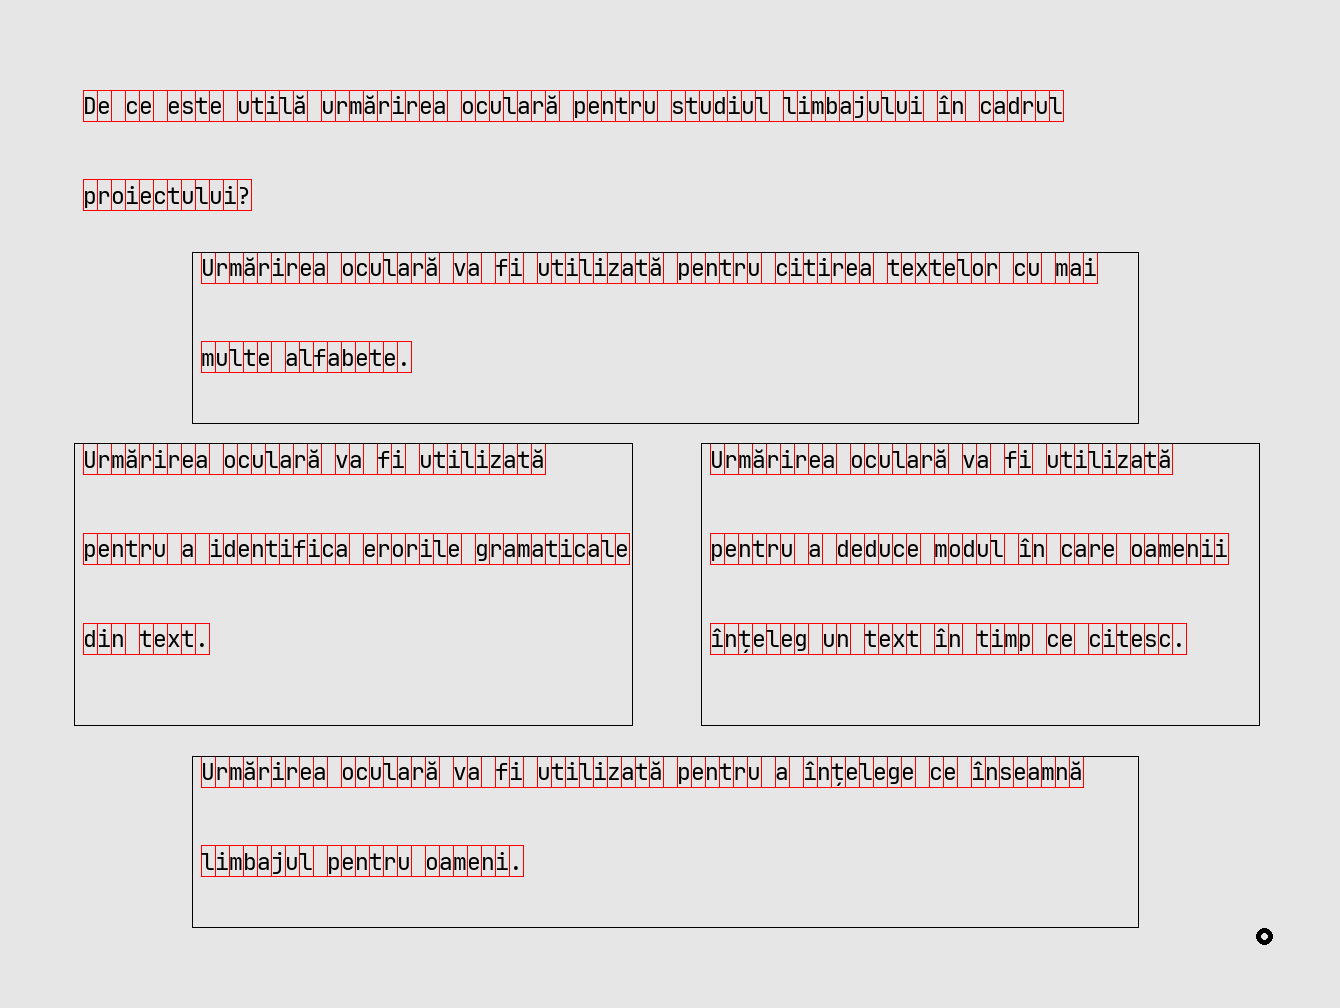 De ce este utilă urmărirea oculară pentru studiul limbajului în cadrul
proiectului?
Urmărirea oculară va fi utilizată pentru citirea textelor cu mai
multe alfabete.
Urmărirea oculară va fi utilizată
pentru a identifica erorile gramaticale
din text.
Urmărirea oculară va fi utilizată
pentru a deduce modul în care oamenii
înțeleg un text în timp ce citesc.
Urmărirea oculară va fi utilizată pentru a înțelege ce înseamnă
limbajul pentru oameni.